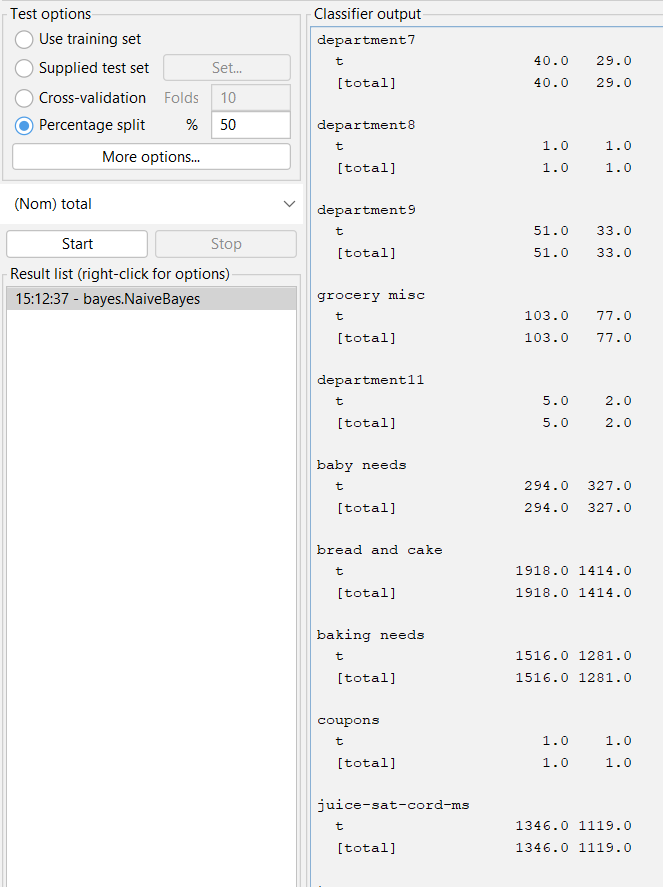 Test options
Use training set
Supplied test set Set...
Cross-validation Folds 10
Percentage split % 50
More options...
(Nom) total
Start Stop
Result list (right-click for options)
15:12:37 - bayes.NaiveBayes
Classifier output
department7
t 40.0 29.0
[total] 40.0 29.0
department8
t 1.0 1.0
[total] 1.0 1.0
department9
t 51.0 33.0
[total] 51.0 33.0
grocery misc
t 103.0 77.0
[total] 103.0 77.0
department11
t 5.0 2.0
[total] 5.0 2.0
baby needs
t 294.0 327.0
[total] 294.0 327.0
bread and cake
t 1918.0 1414.0
[total] 1918.0 1414.0
baking needs
t 1516.0 1281.0
[total] 1516.0 1281.0
coupons
t 1.0 1.0
[total] 1.0 1.0
juice-sat-cord-ms
t 1346.0 1119.0
[total] 1346.0 1119.0